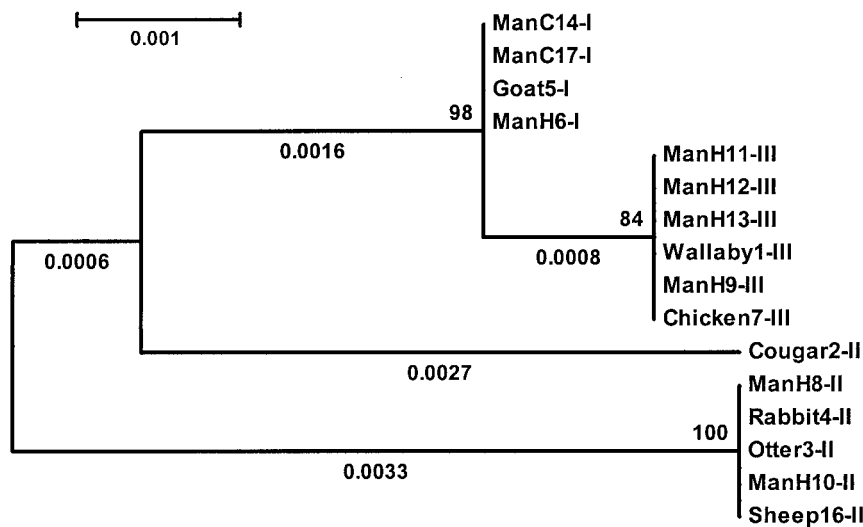 0.001
ManC14-I
ManC17-I
Goat5-I
98
ManH6-I
0.0016
ManH11-III
ManH12-III
84
ManH13-III
0.0006
0.0008
Wallaby1-III
ManH9-III
Chicken7-III
Cougar2-II
0.0027
ManH8-II
Rabbit4-II
100
Otter3-II
0.0033
ManH10-II
Sheep16-II